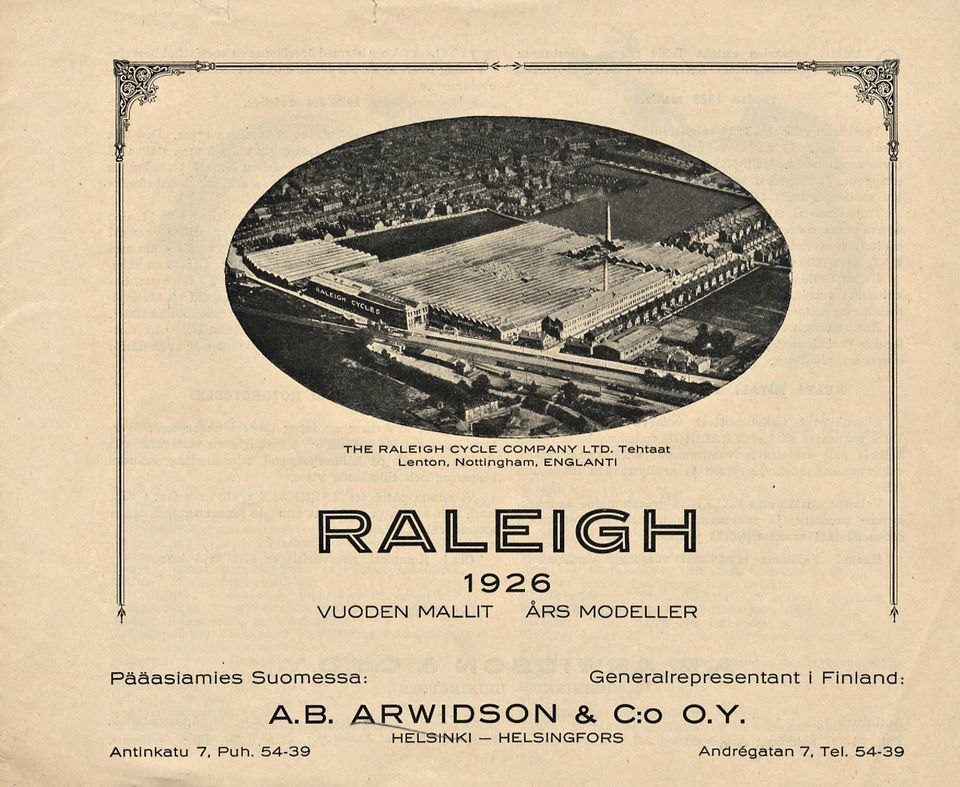 RALEIGH CYCLES
THE RALEIGH CYCLE COMPANY LTD. Tehtaat
Lenton, Nottingham, ENGLANTI
RALEIGH
1926
VUODEN MALLIT ÅRS MODELLER
Pääasiamies Suomessa: Generalrepresentant i Finland:
A.B. ARWIDSON & C:o O.Y.
HELSINKI — HELSINGFORS
Antinkatu 7, Puh. 54-39 Andrégatan 7, Tel. 54-39